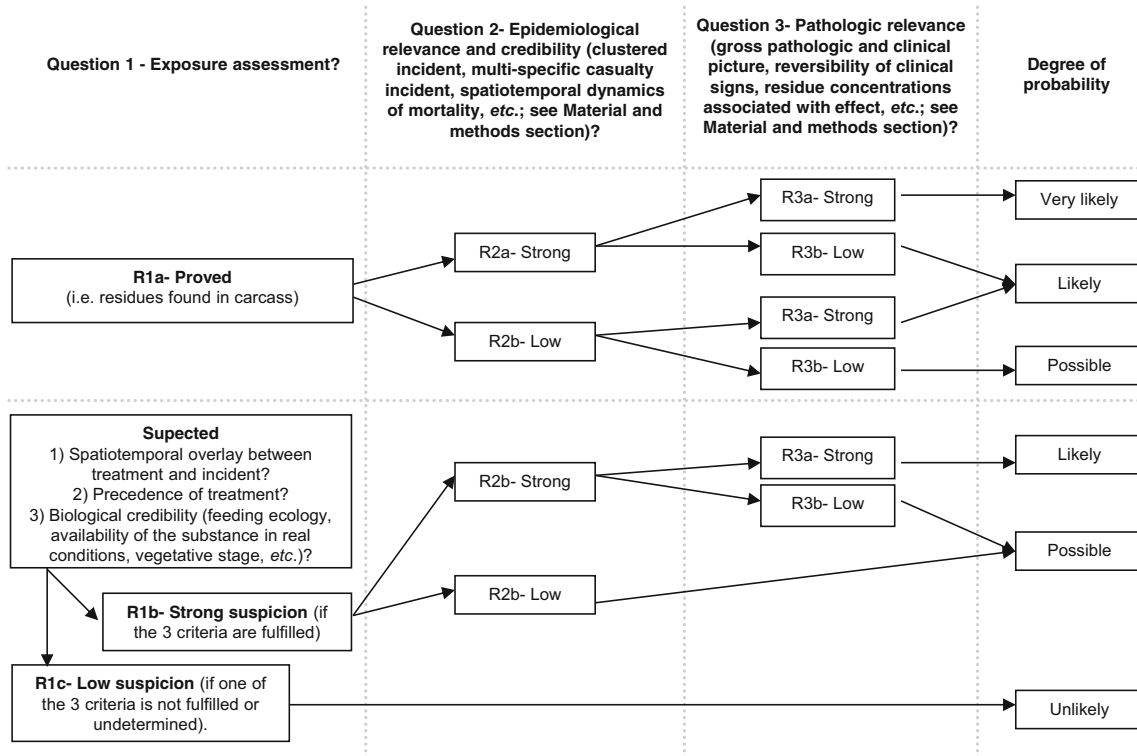 Question 1 - Exposure assessment?
Question 2- Epidemiological
relevance and credibility (clustered
incident, multi-specific casualty
incident, spatiotemporal dynamics
of mortality, etc.; see Material and
methods section)?
Question 3- Pathologic relevance
(gross pathologic and clinical
picture, reversibility of clinical
signs, residue concentrations
associated with effect, etc.; see
Material and methods section)?
Degree of
probability
R1a- Proved
(i.e. residues found in carcass)
R2a- Strong
R2b- Low
R3a- Strong
R3b- Low
R3a- Strong
R3b- Low
Very likely
Likely
Possible
Supected
1) Spatiotemporal overlay between
treatment and incident?
2) Precedence of treatment?
3) Biological credibility (feeding ecology,
availability of the substance in real
conditions, vegetative stage, etc.)?
R1b- Strong suspicion (if
the 3 criteria are fulfilled)
R1c- Low suspicion (if one of
the 3 criteria is not fulfilled or
undetermined).
R2b- Strong
R2b- Low
R3a- Strong
R3b- Low
Likely
Possible
Unlikely